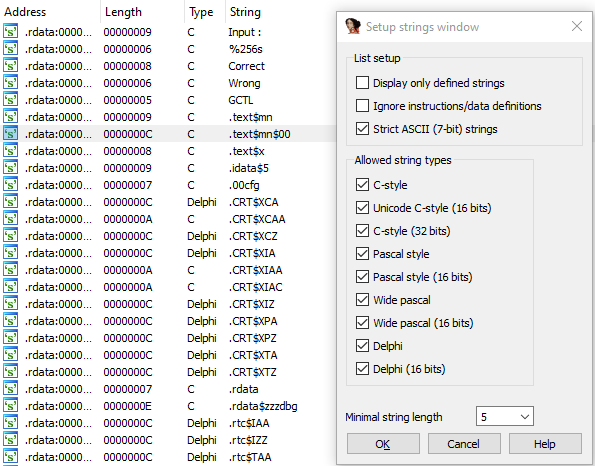 Address Length Type String
's' .rdata:0000... 00000009 C Input :
's' .rdata:0000... 00000006 C %256s
's' .rdata:0000... 00000008 C Correct
's' .rdata:0000... 00000006 C Wrong
's' .rdata:0000... 00000005 C GCTL
's' .rdata:0000... 00000009 C .text$mn
's' .rdata:0000... 0000000C C .text$mn$00
's' .rdata:0000... 00000008 C .text$x
's' .rdata:0000... 00000009 C .idata$5
's' .rdata:0000... 00000007 C .00cfg
's' .rdata:0000... 0000000C Delphi .CRT$XCA
's' .rdata:0000... 0000000A C .CRT$XCAA
's' .rdata:0000... 0000000C Delphi .CRT$XCZ
's' .rdata:0000... 0000000C Delphi .CRT$XIA
's' .rdata:0000... 0000000A C .CRT$XIAA
's' .rdata:0000... 0000000A C .CRT$XIAC
's' .rdata:0000... 0000000C Delphi .CRT$XIZ
's' .rdata:0000... 0000000C Delphi .CRT$XPA
's' .rdata:0000... 0000000C Delphi .CRT$XPZ
's' .rdata:0000... 0000000C Delphi .CRT$XTA
's' .rdata:0000... 0000000C Delphi .CRT$XTZ
's' .rdata:0000... 00000007 C .rdata
's' .rdata:0000... 0000000E C .rdata$zzzdbg
's' .rdata:0000... 0000000C Delphi .rtc$IAA
's' .rdata:0000... 0000000C Delphi .rtc$IZZ
's' .rdata:0000... 0000000C Delphi .rtc$TAA
Setup strings window
List setup
Display only defined strings
Ignore instructions/data definitions
Strict ASCII (7-bit) strings
Allowed string types
C-style
Unicode C-style (16 bits)
C-style (32 bits)
Pascal style
Pascal style (16 bits)
Wide pascal
Wide pascal (16 bits)
Delphi
Delphi (16 bits)
Minimal string length 5
OK Cancel Help